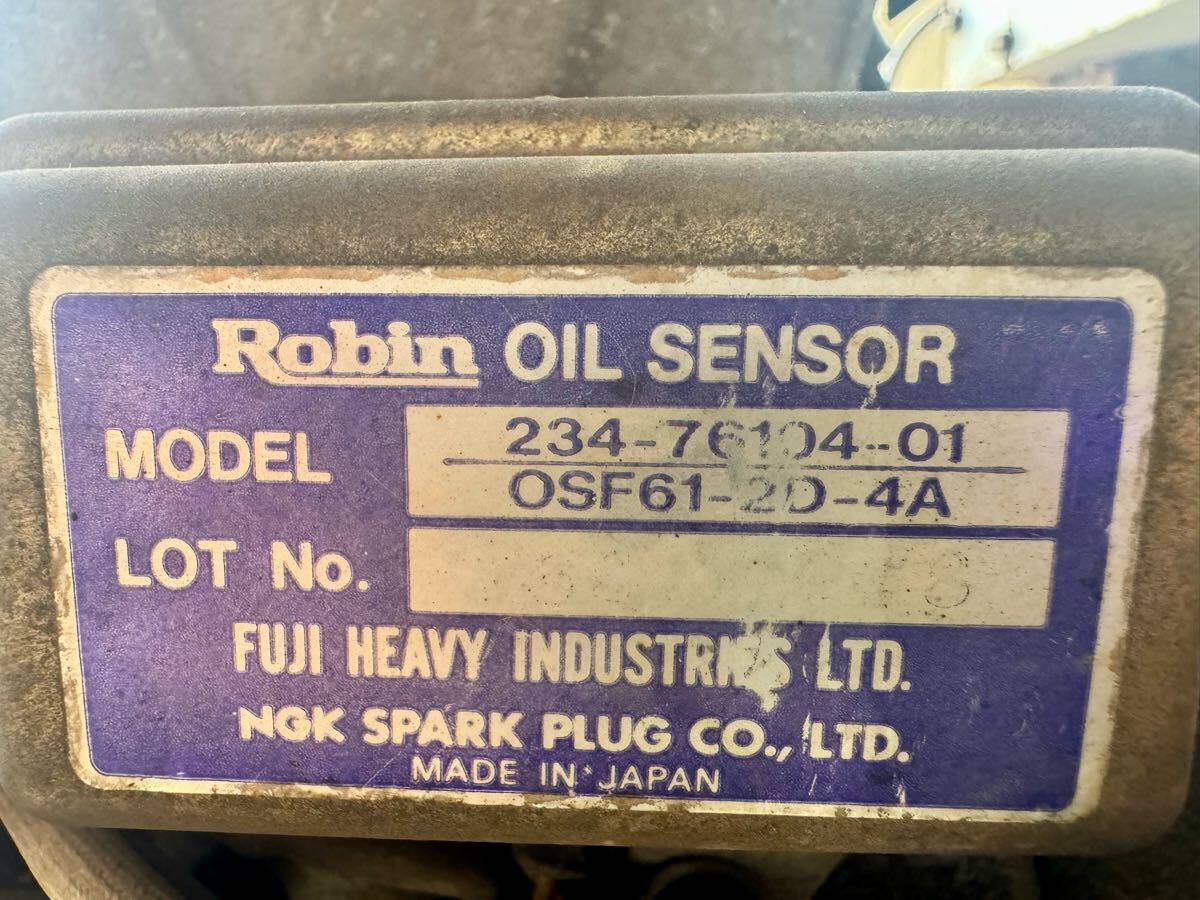 Robin OIL SENSOR
MODEL 234-76104-01
OSF61-2D-4A
LOT No.
FUJI HEAVY INDUSTRIES LTD.
NGK SPARK PLUG CO., LTD.
MADE IN JAPAN